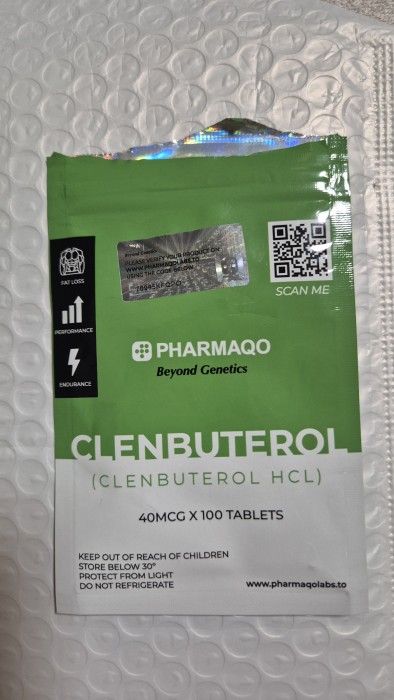 PLEASE VERIFY YOUR PRODUCT ON
WWW.PHARMAQOLABS.TO
USING THE CODE BELOW
SCAN ME
FAT LOSS
PERFORMANCE
ENDURANCE
PHARMAQO
Beyond Genetics
CLENBUTEROL
(CLENBUTEROL HCL)
40MCG X 100 TABLETS
KEEP OUT OF REACH OF CHILDREN
STORE BELOW 30°
PROTECT FROM LIGHT
DO NOT REFRIGERATE
www.pharmaqolabs.to